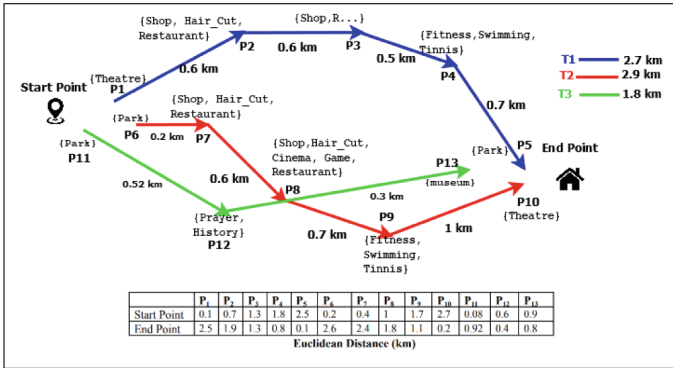 {Shop, Hair_Cut,
Restaurant}
{Shop,R...}
{Fitness,Swimming,
Tinnis}
P2
0.6 km
P3
0.5 km
P4
T1 2.7 km
T2 2.9 km
T3 1.8 km
Start Point
{Theatre}
P1
0.6 km
0.7 km
{Park}
P6
0.2 km
{Shop, Hair_Cut,
Restaurant}
P7
{Park}
P11
{Shop,Hair_Cut,
Cinema, Game,
Restaurant}
P13
{museum}
{Park}
P5
End Point
0.52 km
0.6 km
P8
0.3 km
P10
{Theatre}
{Prayer,
History}
P12
0.7 km
P9
1 km
{Fitness,
Swimming,
Tinnis}
P1 P2 P3 P4 P5 P6 P7 P8 P9 P10 P11 P12 P13
Start Point 0.1 0.7 1.3 1.8 2.5 0.2 0.4 1 1.7 2.7 0.08 0.6 0.9
End Point 2.5 1.9 1.3 0.8 0.1 2.6 2.4 1.8 1.1 0.2 0.92 0.4 0.8
Euclidean Distance (km)